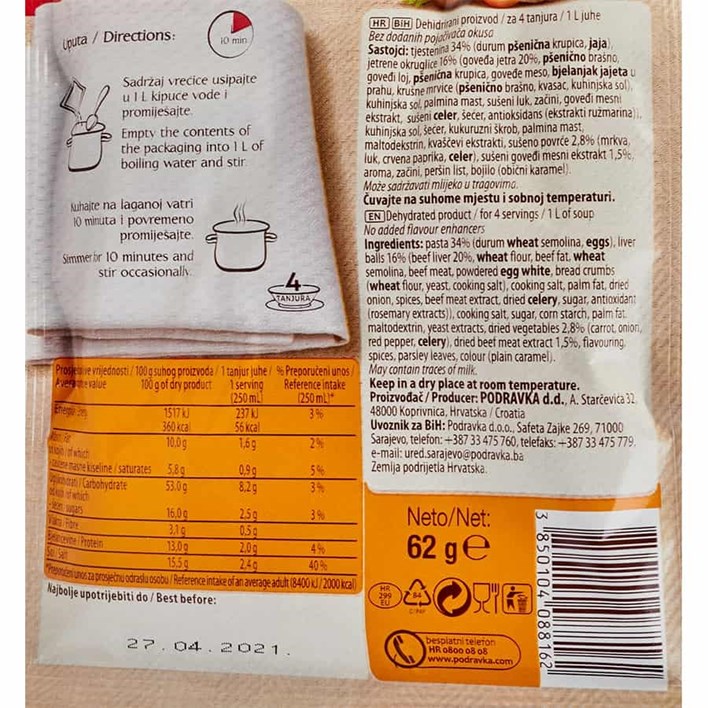 Uputa / Directions:
10 min
Sadržaj vrećice usipajte
u 1 L kipuće vode i
promiješajte.
Empty the contents of
the packaging into 1 L of
boiling water and stir.
Kuhajte na laganoj vatri
10 minuta i povremeno
promiješajte.
Simmer for 10 minutes and
stir occasionally.
4
TANJURA
Prosječne vrijednosti / 100 g suhog proizvoda / 1 tanjur juhe / % Preporučeni unos /
Average value 100 g of dry product 1 serving Reference intake
(250 mL) (250 mL)*
Energy 1517 kJ 237 kJ 3 %
360 kcal 56 kcal
10,0 g 1,6 g 2 %
of which
masne kiseline / saturates 5,8 g 0,9 g 5 %
Carbohydrate 53,0 g 8,2 g 3 %
of which
sugars 16,0 g 2,5 g 3 %
Fibre 3,1 g 0,5 g
Protein 13,0 g 2,0 g 4 %
Sol / Salt 15,5 g 2,4 g 40 %
*Preporučeni unos za prosječnu odraslu osobu / Reference intake of an average adult (8400 kJ / 2000 kcal)
Najbolje upotrijebiti do / Best before:
27.04.2021.
HR BIH Dehidrirani proizvod / za 4 tanjura / 1 L juhe
Bez dodanih pojačivača okusa
Sastojci: tjestenina 34% (durum pšenična krupica, jaja),
jetrene okruglice 16% (goveđa jetra 20%, pšenično brašno,
goveđi loj, pšenična krupica, goveđe meso, bjelanjak jajeta u
prahu, krušne mrvice (pšenično brašno, kvasac, kuhinjska sol),
kuhinjska sol, palmina mast, sušeni luk, začini, goveđi mesni
ekstrakt, sušeni celer, šećer, antioksidans (ekstrakti ružmarina)),
kuhinjska sol, šećer, kukuruzni škrob, palmina mast,
maltodekstrin, kvaščevi ekstrakti, sušeno povrće 2,8% (mrkva,
luk, crvena paprika, celer), sušeni goveđi mesni ekstrakt 1,5%,
aroma, začini, peršin list, bojilo (obični karamel).
Može sadržavati mlijeko u tragovima.
Čuvajte na suhome mjestu i sobnoj temperaturi.
EN Dehydrated product / for 4 servings / 1 L of soup
No added flavour enhancers
Ingredients: pasta 34% (durum wheat semolina, eggs), liver
balls 16% (beef liver 20%, wheat flour, beef fat, wheat
semolina, beef meat, powdered egg white, bread crumbs
(wheat flour, yeast, cooking salt), cooking salt, palm fat, dried
onion, spices, beef meat extract, dried celery, sugar, antioxidant
(rosemary extracts)), cooking salt, sugar, corn starch, palm fat,
maltodextrin, yeast extracts, dried vegetables 2,8% (carrot, onion,
red pepper, celery), dried beef meat extract 1,5%, flavouring,
spices, parsley leaves, colour (plain caramel).
May contain traces of milk.
Keep in a dry place at room temperature.
Proizvođač / Producer: PODRAVKA d.d., A. Starčevića 32,
48000 Koprivnica, Hrvatska / Croatia
Uvoznik za BiH: Podravka d.o.o., Safeta Zajke 269, 71000
Sarajevo, telefon: +387 33 475 760, telefaks: +387 33 475 779.
e-mail: ured.sarajevo@podravka.ba
Zemlja podrijetla Hrvatska.
Neto/Net:
62 g e
HR
299
EU
84
C/PAP
besplatni telefon
HR 0800 08 08
www.podravka.com
3 850104 088162